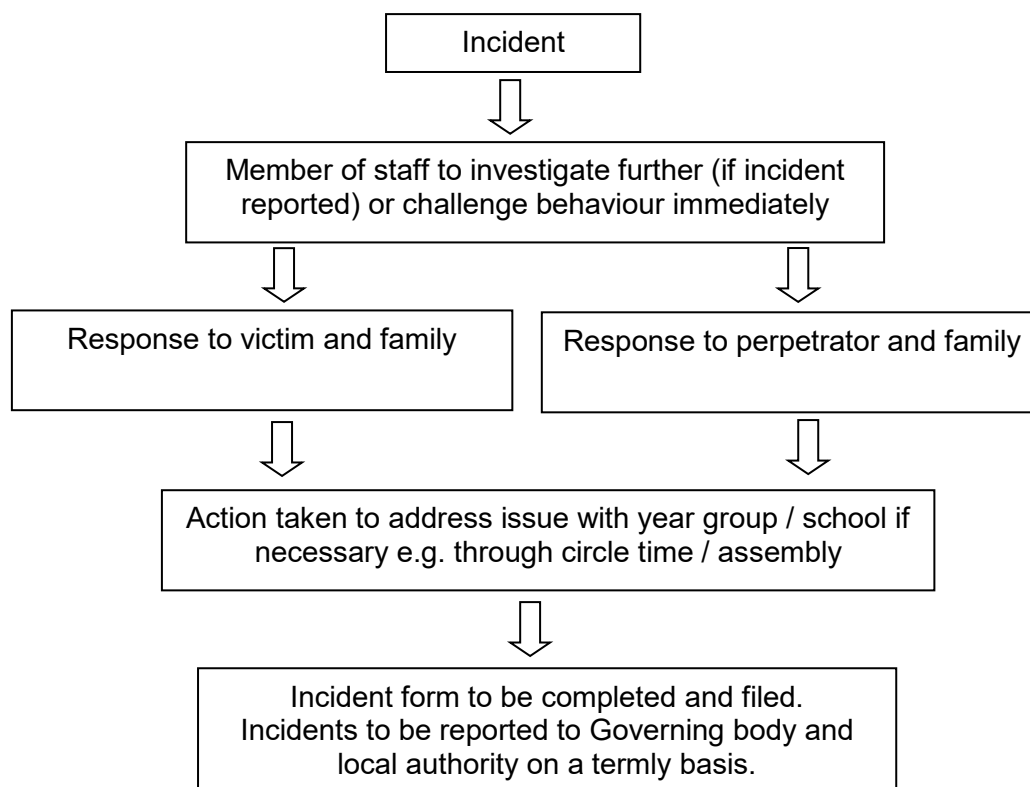 Incident
Member of staff to investigate further (if incident
reported) or challenge behaviour immediately
Response to victim and family
Response to perpetrator and family
Action taken to address issue with year group / school if
necessary e.g. through circle time / assembly
Incident form to be completed and filed.
Incidents to be reported to Governing body and
local authority on a termly basis.